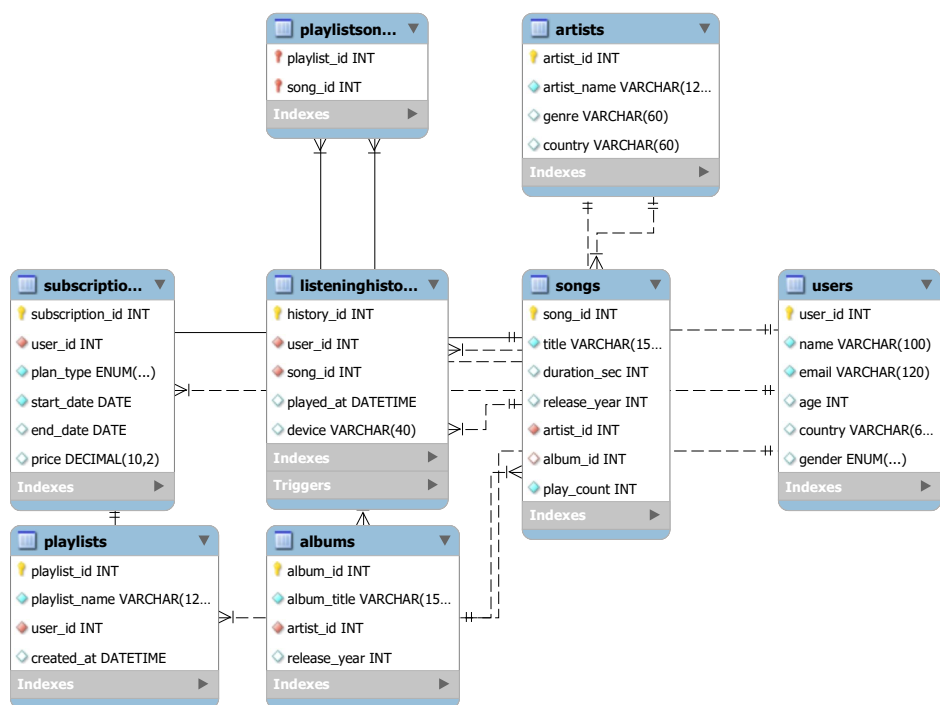 playlistson...
playlist_id INT
song_id INT
Indexes
artists
artist_id INT
artist_name VARCHAR(12...
genre VARCHAR(60)
country VARCHAR(60)
Indexes
subscriptio...
subscription_id INT
user_id INT
plan_type ENUM(...)
start_date DATE
end_date DATE
price DECIMAL(10,2)
Indexes
listeninghisto...
history_id INT
user_id INT
song_id INT
played_at DATETIME
device VARCHAR(40)
Indexes
Triggers
songs
song_id INT
title VARCHAR(15...
duration_sec INT
release_year INT
artist_id INT
album_id INT
play_count INT
Indexes
users
user_id INT
name VARCHAR(100)
email VARCHAR(120)
age INT
country VARCHAR(6...
gender ENUM(...)
Indexes
playlists
playlist_id INT
playlist_name VARCHAR(12...
user_id INT
created_at DATETIME
Indexes
albums
album_id INT
album_title VARCHAR(15...
artist_id INT
release_year INT
Indexes